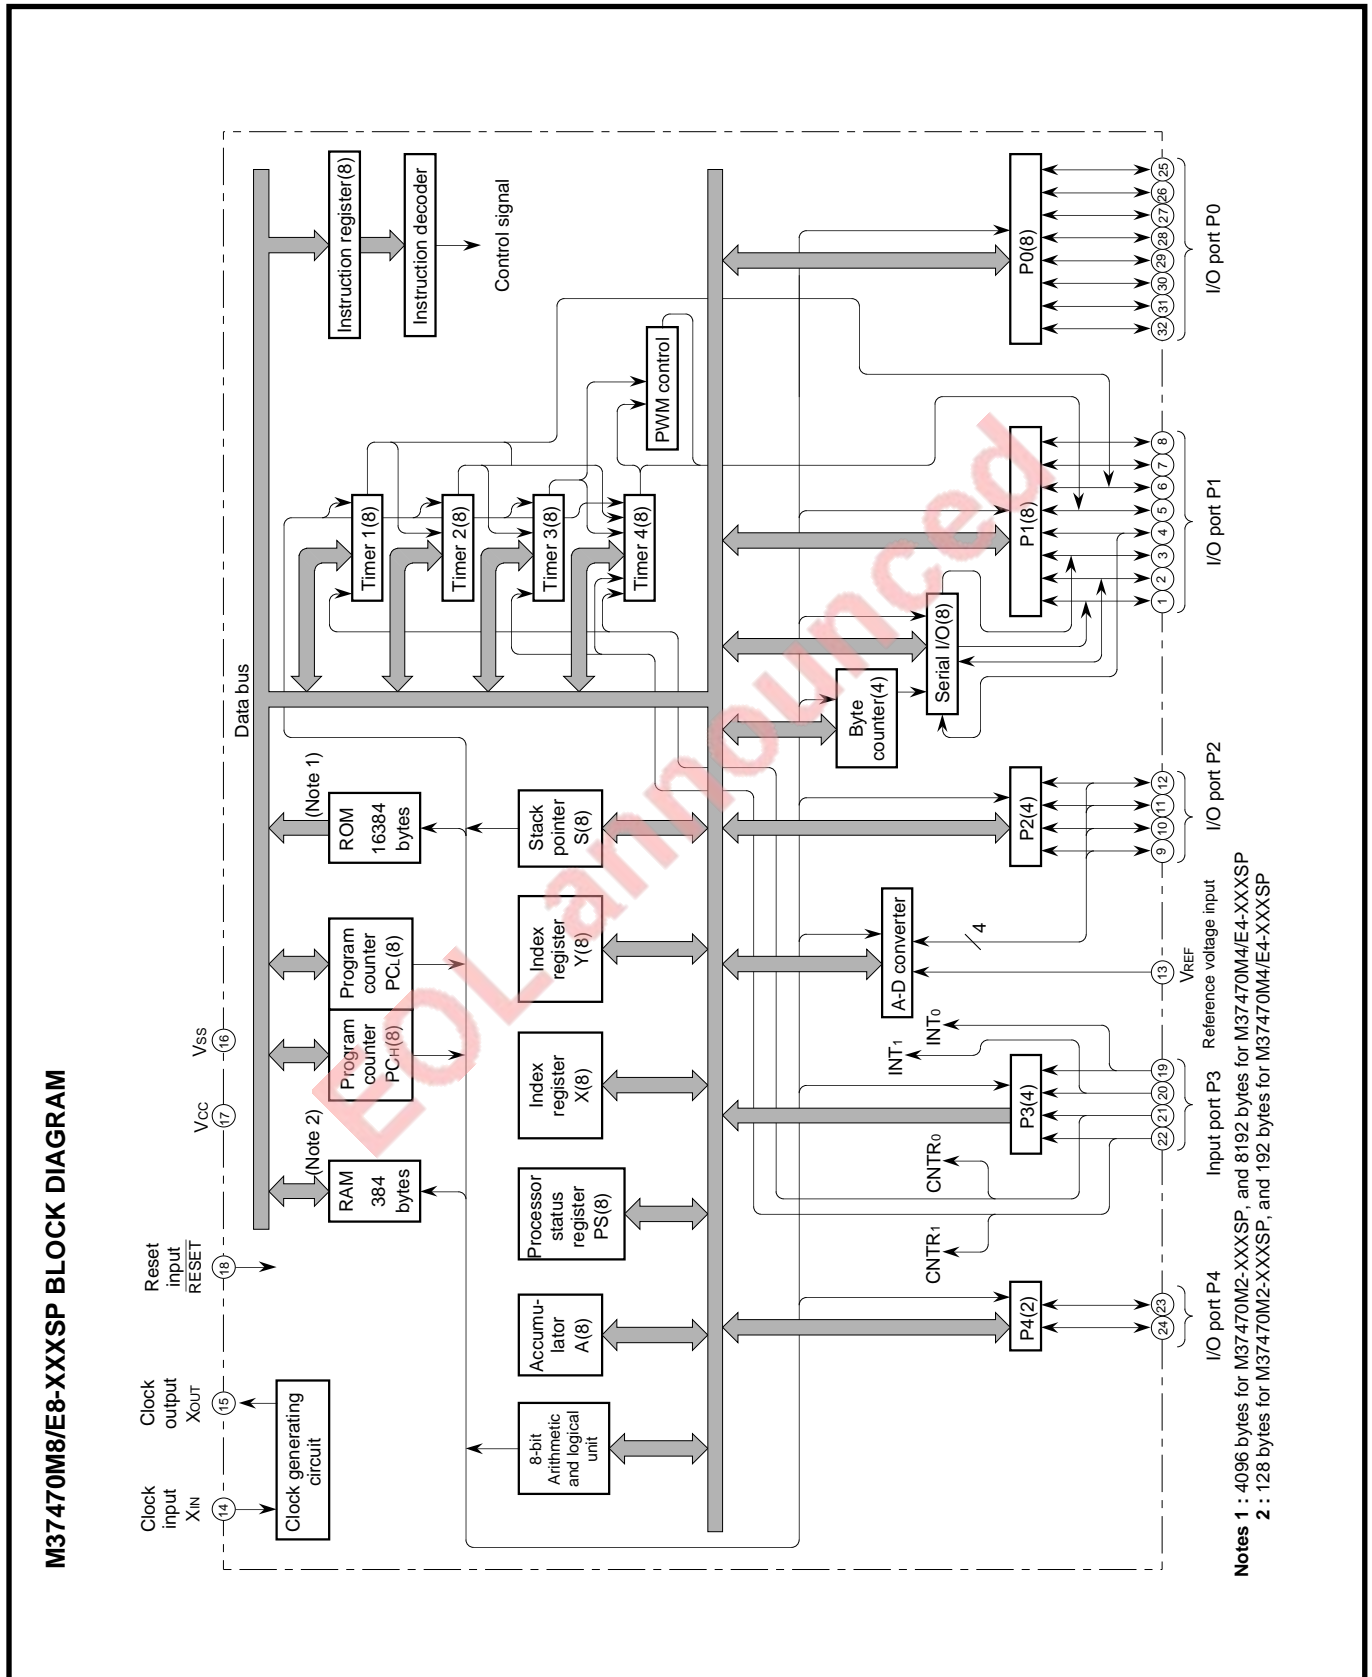 M37470M8/E8-XXXSP BLOCK DIAGRAM
Clock
input
XIN
14
Clock
output
XOUT
15
Reset
input
RESET
18
VCC
17
VSS
16
Clock generating
circuit
Data bus
RAM
384
bytes
(Note 2)
Program
counter
PCH(8)
Program
counter
PCL(8)
ROM
16384
bytes
(Note 1)
Instruction register(8)
Instruction decoder
Control signal
Timer 1(8)
Timer 2(8)
Timer 3(8)
Timer 4(8)
PWM control
8-bit
Arithmetic
and logical
unit
Accumu-
lator
A(8)
Processor
status
register
PS(8)
Index
register
X(8)
Index
register
Y(8)
Stack
pointer
S(8)
Byte
counter(4)
Serial I/O(8)
A-D converter
4
INT1
INT0
CNTR1
CNTR0
P4(2)
P3(4)
P2(4)
P1(8)
P0(8)
24 23
22 21 20 19
13
9 10 11 12
1 2 3 4 5 6 7 8
32 31 30 29 28 27 26 25
I/O port P4
Input port P3
VREF
Reference voltage input
I/O port P2
I/O port P1
I/O port P0
Notes 1 : 4096 bytes for M37470M2-XXXSP, and 8192 bytes for M37470M4/E4-XXXSP
2 : 128 bytes for M37470M2-XXXSP, and 192 bytes for M37470M4/E4-XXXSP
EOL announced